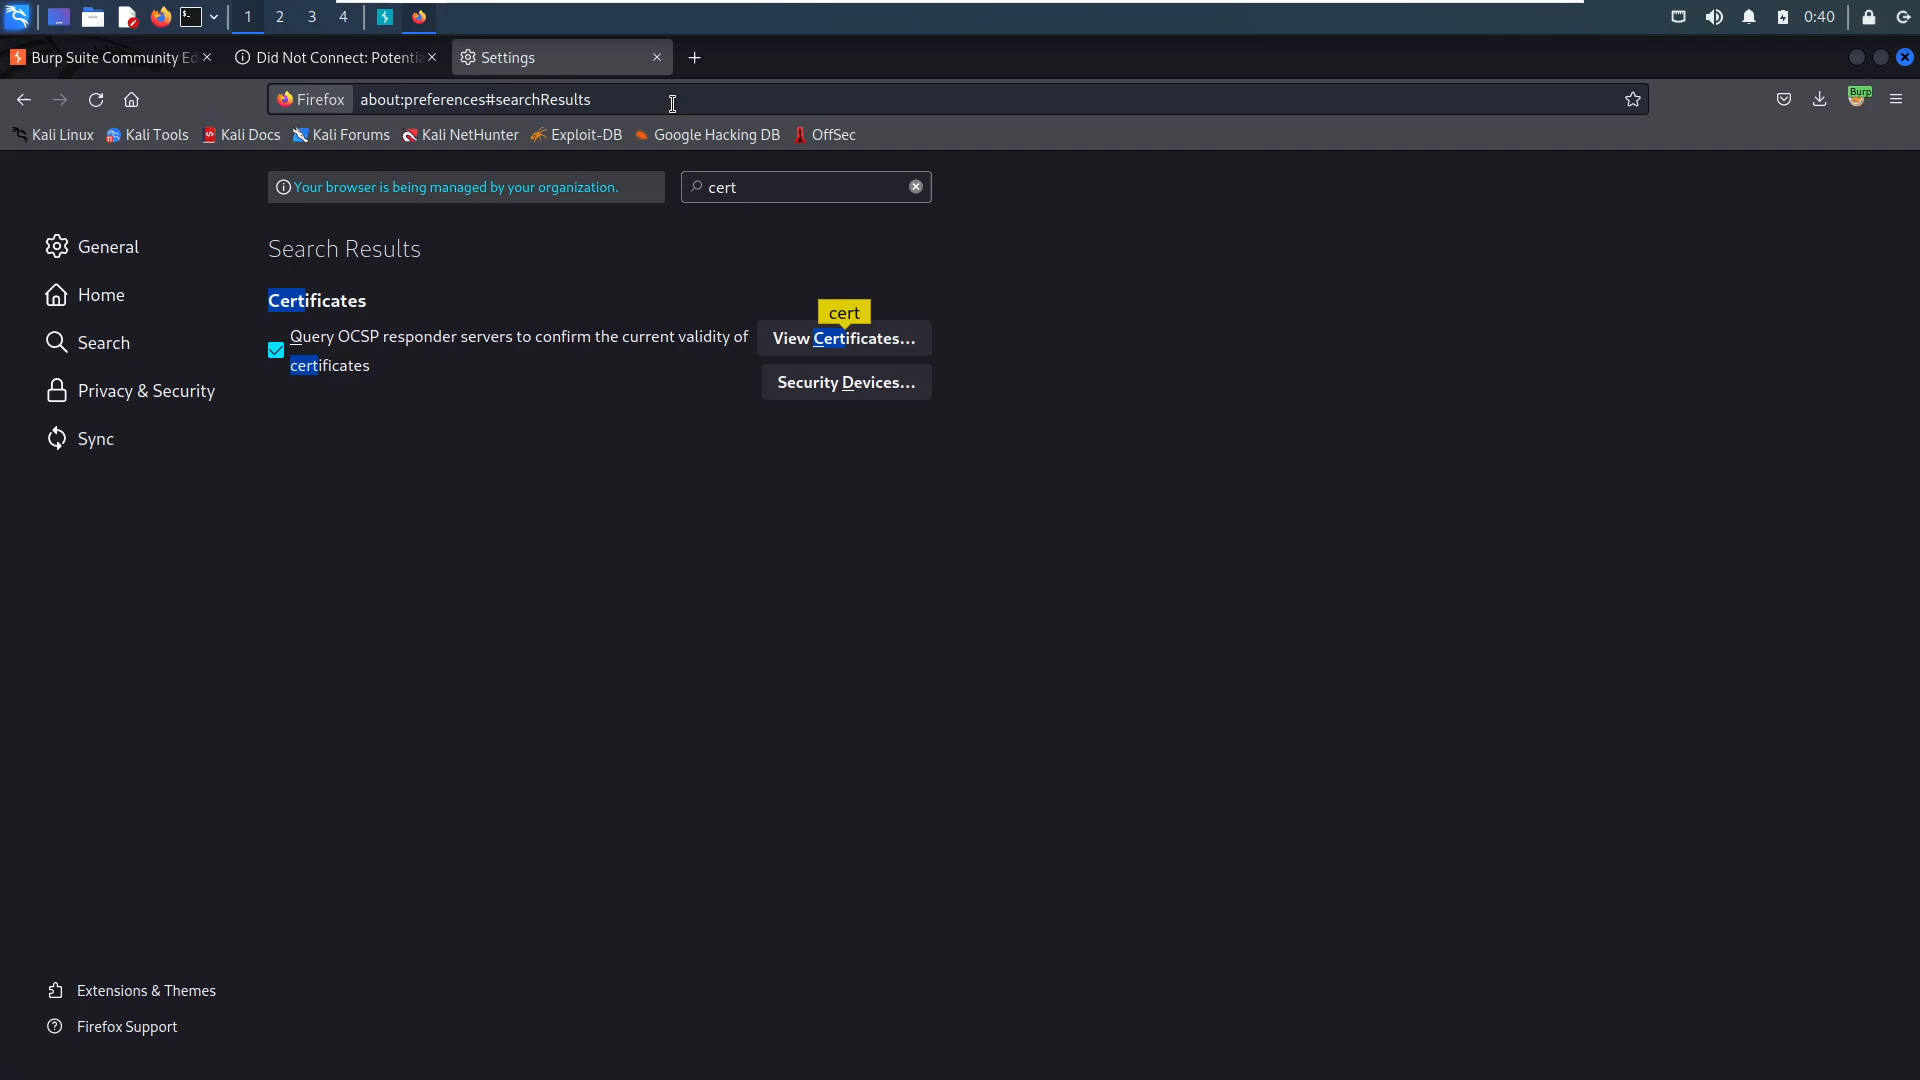 1 2 3 4 0:40
Burp Suite Community Ed Did Not Connect: Potentia Settings
Firefox about:preferences#searchResults Burp
Kali Linux Kali Tools Kali Docs Kali Forums Kali NetHunter Exploit-DB Google Hacking DB OffSec
Your browser is being managed by your organization. cert
General
Home
Search
Privacy & Security
Sync
Search Results
Certificates
cert
Query OCSP responder servers to confirm the current validity of
certificates
View Certificates...
Security Devices...
Extensions & Themes
Firefox Support